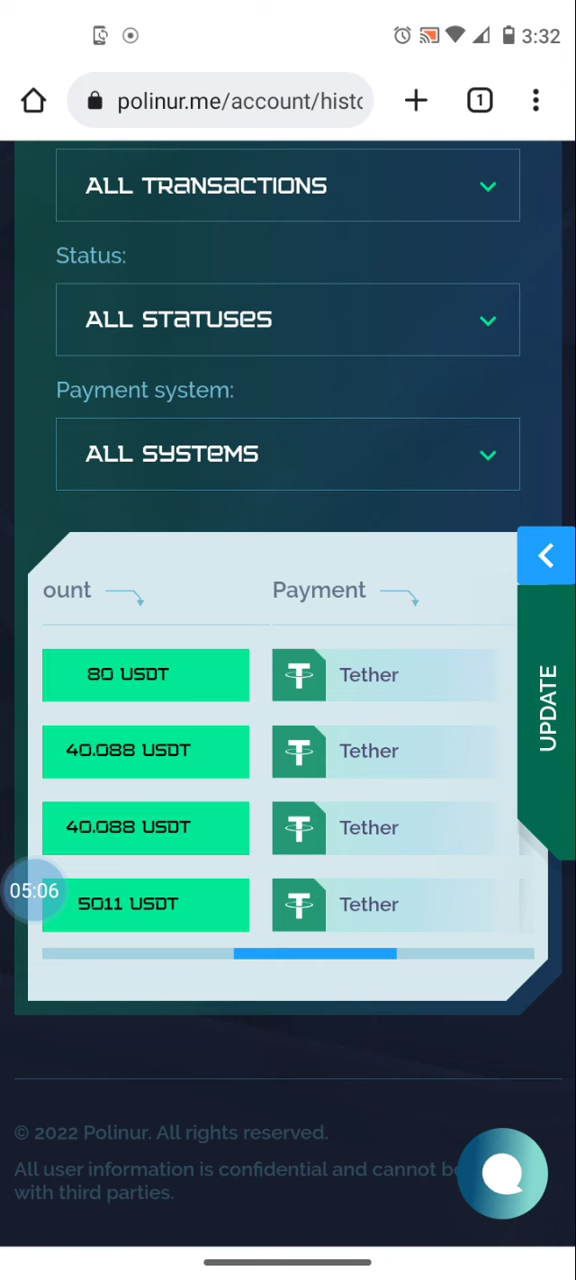 3:32
polinur.me/account/histo
1
ALL TRANSACTIONS
Status:
ALL STATUSES
Payment system:
ALL SYSTEMS
ount Payment
80 USDT Tether
40.088 USDT Tether
40.088 USDT Tether
5011 USDT Tether
UPDATE
05:06
© 2022 Polinur. All rights reserved.
All user information is confidential and cannot be
with third parties.